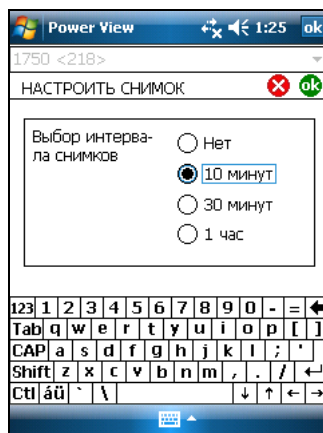 Power View 1:25 ok
1750 <218>
НАСТРОИТЬ СНИМОК ok
Выбор интерва-
ла снимков
Нет
10 минут
30 минут
1 час
123 1 2 3 4 5 6 7 8 9 0 - =
Tab q w e r t y u i o p [ ]
CAP a s d f g h j k l ; '
Shift z x c v b n m , . /
Ctl áü ` \